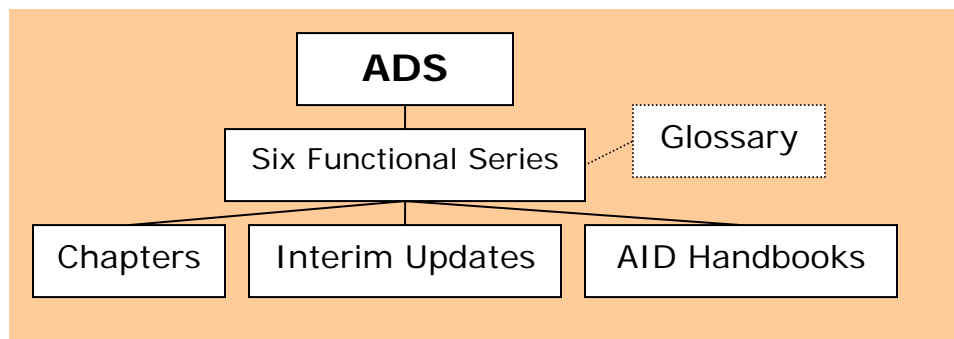 ADS
Six Functional Series
Glossary
Chapters
Interim Updates
AID Handbooks